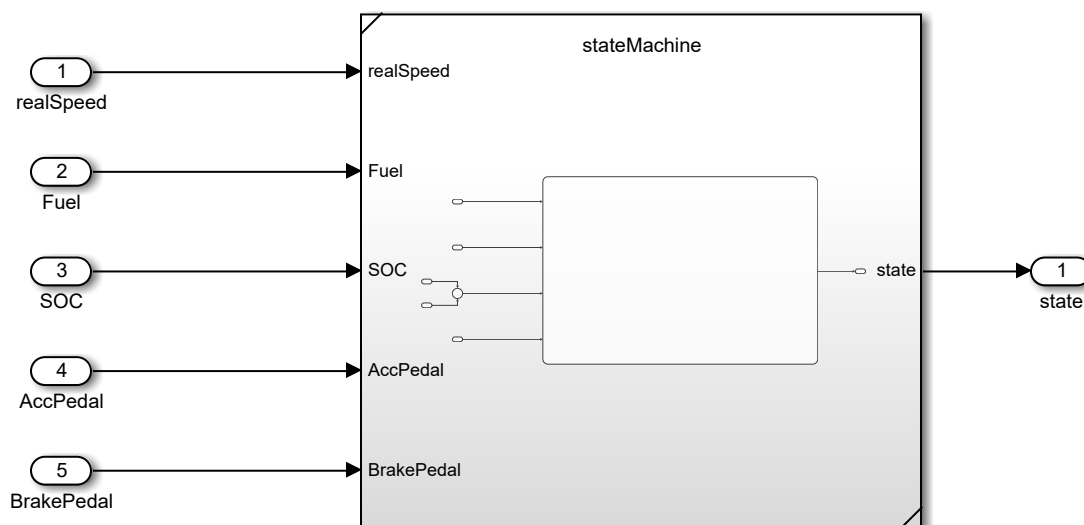 stateMachine
1
realSpeed
realSpeed
2
Fuel
Fuel
3
SOC
SOC
state
1
state
4
AccPedal
AccPedal
5
BrakePedal
BrakePedal